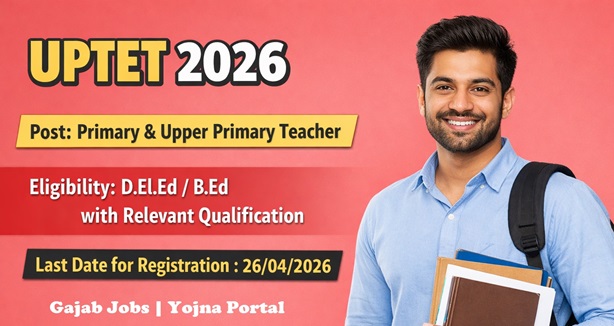 UPTET 2026
Post: Primary & Upper Primary Teacher
Eligibility: D.El.Ed / B.Ed
with Relevant Qualification
Last Date for Registration : 26/04/2026
Gajab Jobs | Yojna Portal